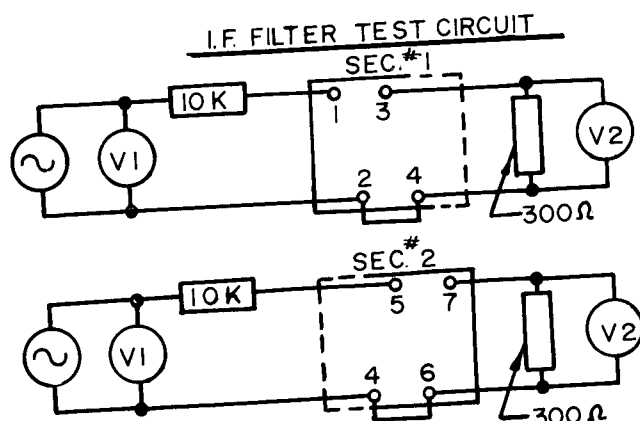 I.F. FILTER TEST CIRCUIT
SEC.#1
10K
1 3
V1
V2
2 4
300Ω
SEC.#2
10K
5 7
V1
V2
4 6
300Ω